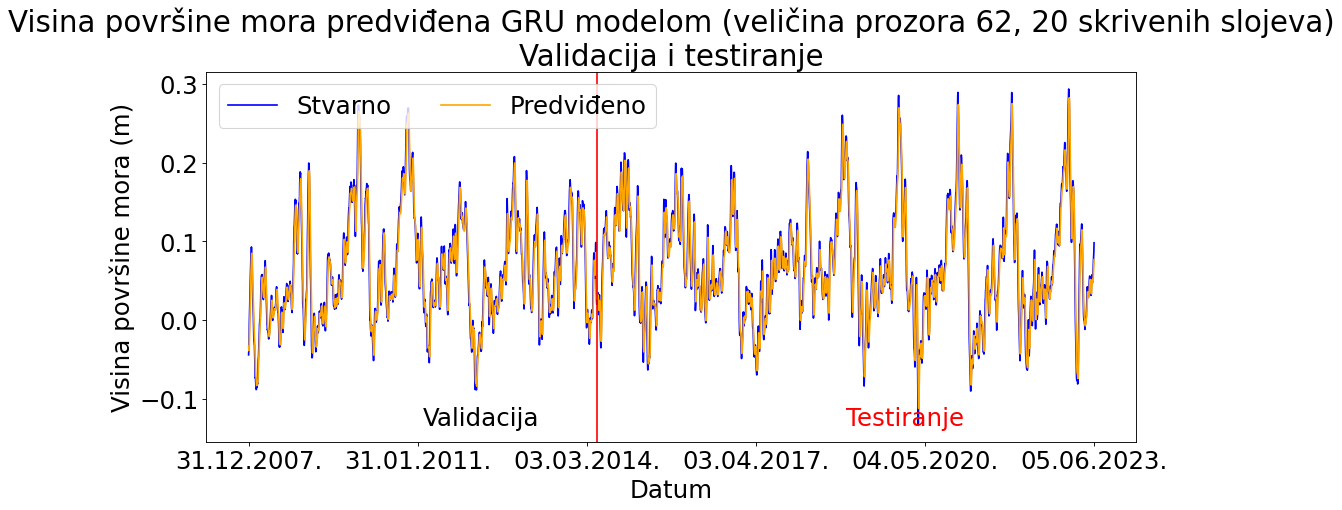 Visina površine mora predviđena GRU modelom (veličina prozora 62, 20 skrivenih slojeva)
Validacija i testiranje
Stvarno
Predviđeno
Visina površine mora (m)
0.3
0.2
0.1
0.0
−0.1
Validacija
Testiranje
31.12.2007.
31.01.2011.
03.03.2014.
03.04.2017.
04.05.2020.
05.06.2023.
Datum